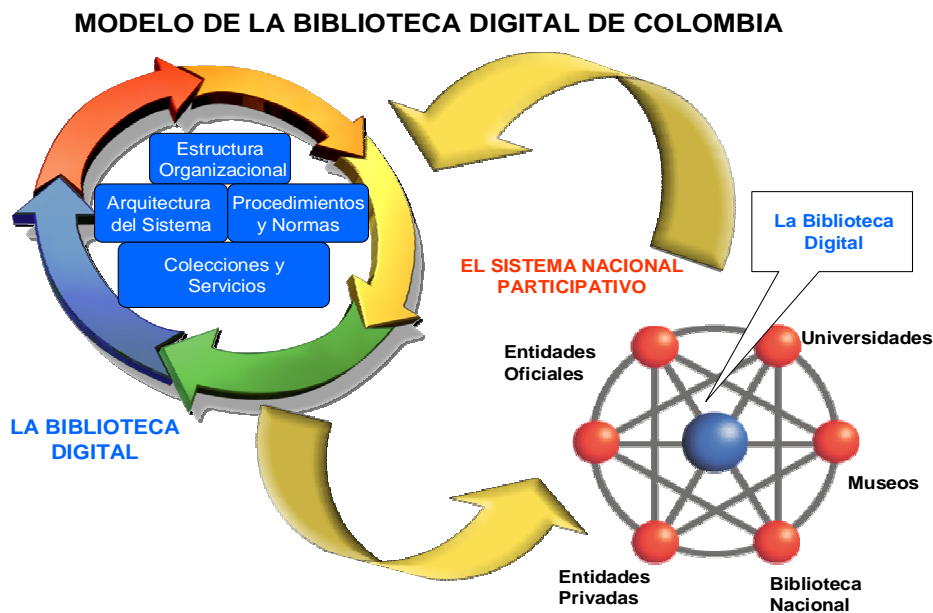 MODELO DE LA BIBLIOTECA DIGITAL DE COLOMBIA
Estructura
Organizacional
Arquitectura
del Sistema
Procedimientos
y Normas
Colecciones y
Servicios
LA BIBLIOTECA
DIGITAL
EL SISTEMA NACIONAL
PARTICIPATIVO
La Biblioteca
Digital
Entidades
Oficiales
Universidades
Museos
Entidades
Privadas
Biblioteca
Nacional